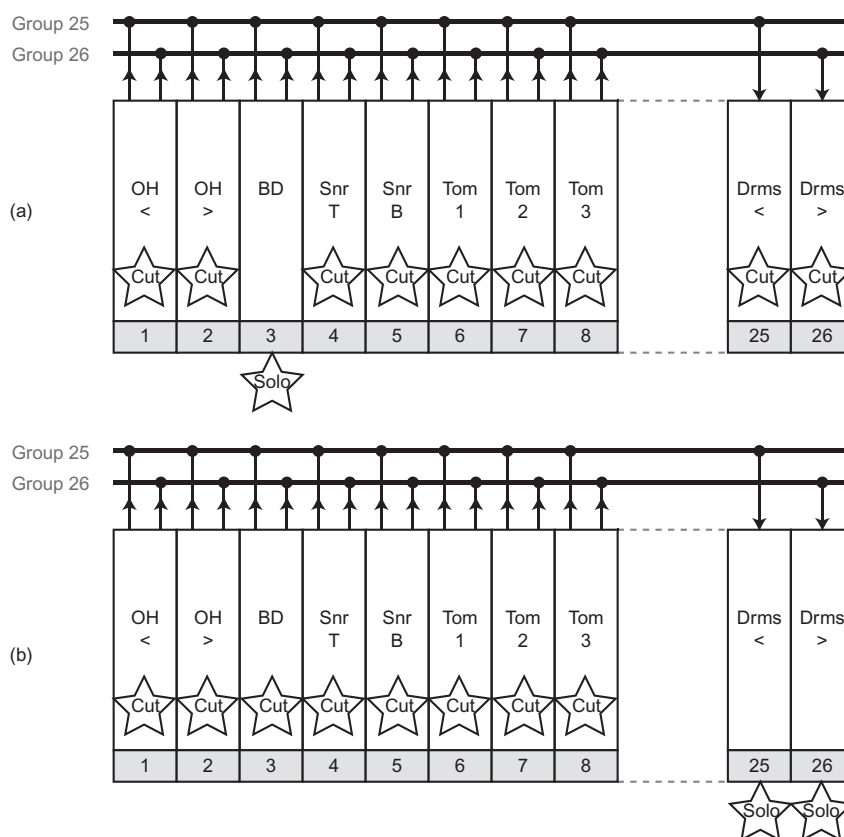 Group 25
Group 26
(a)
OH OH BD Snr Snr Tom Tom Tom Drms Drms
< > T B 1 2 3 < >
Cut Cut Cut Cut Cut Cut Cut Cut Cut
1 2 3 4 5 6 7 8 25 26
Solo
Group 25
Group 26
(b)
OH OH BD Snr Snr Tom Tom Tom Drms Drms
< > T B 1 2 3 < >
Cut Cut Cut Cut Cut Cut Cut Cut
1 2 3 4 5 6 7 8 25 26
Solo Solo